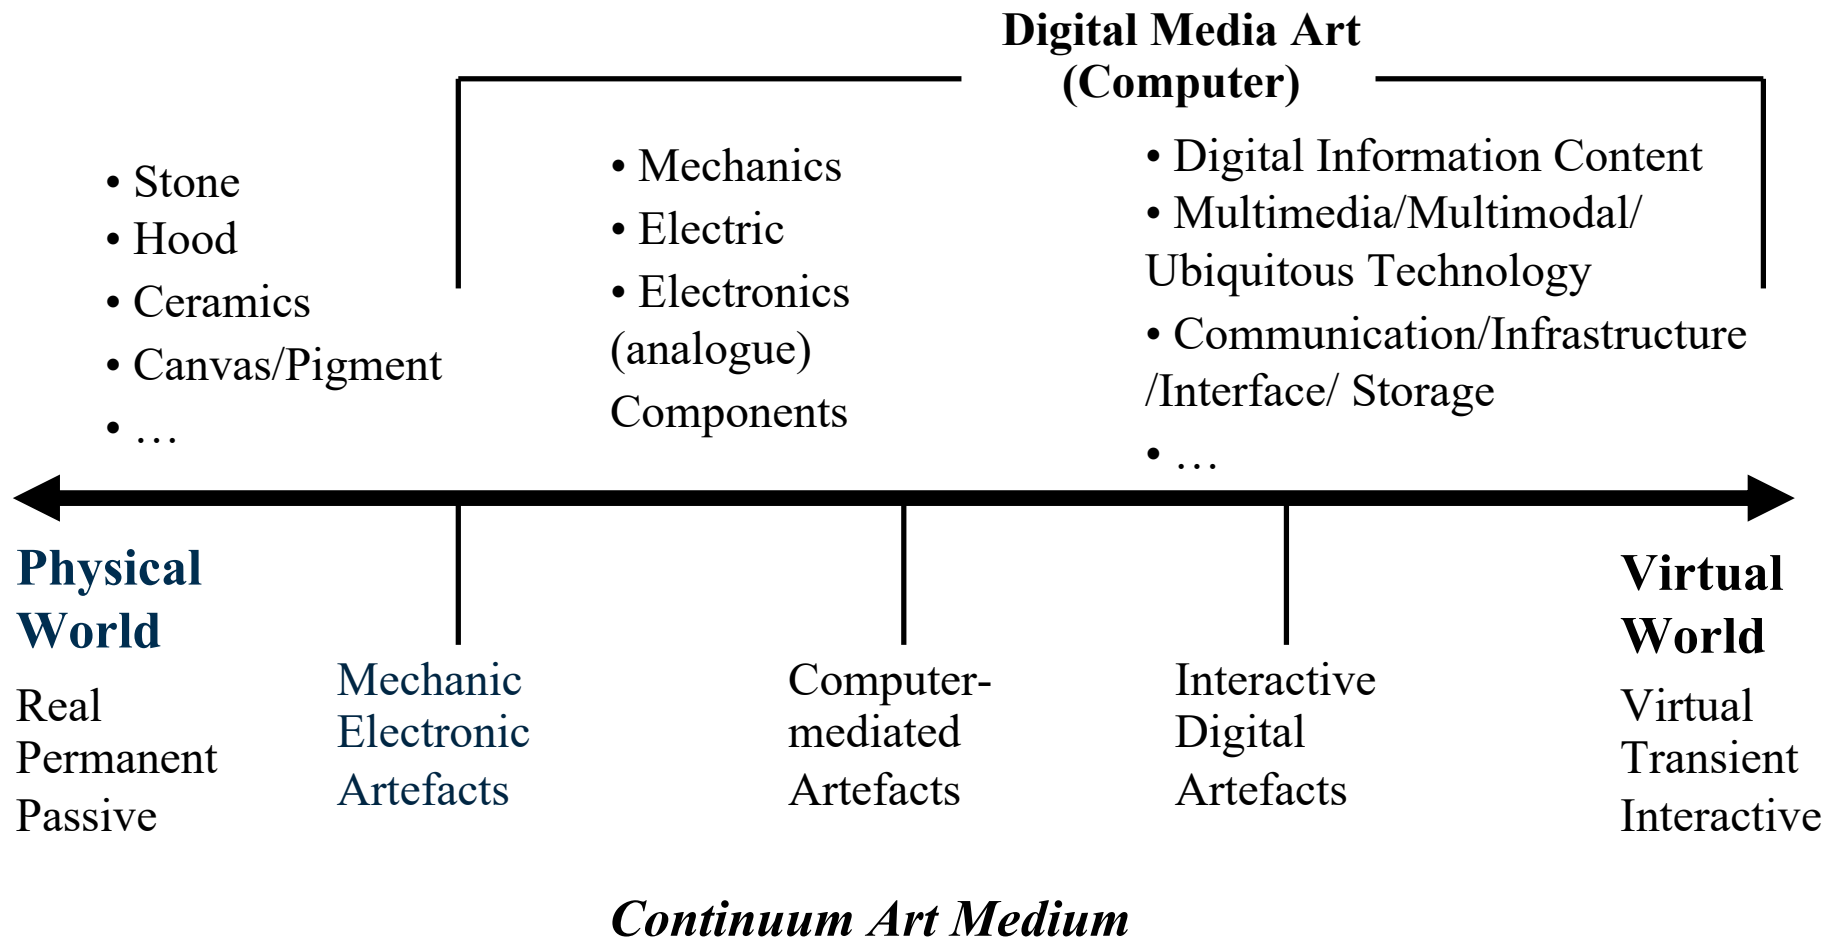 Digital Media Art
(Computer)
• Stone
• Hood
• Ceramics
• Canvas/Pigment
• …
• Mechanics
• Electric
• Electronics
(analogue)
Components
• Digital Information Content
• Multimedia/Multimodal/
Ubiquitous Technology
• Communication/Infrastructure
/Interface/ Storage
• …
Physical
World
Real
Permanent
Passive
Mechanic
Electronic
Artefacts
Computer-
mediated
Artefacts
Interactive
Digital
Artefacts
Virtual
World
Virtual
Transient
Interactive
Continuum Art Medium